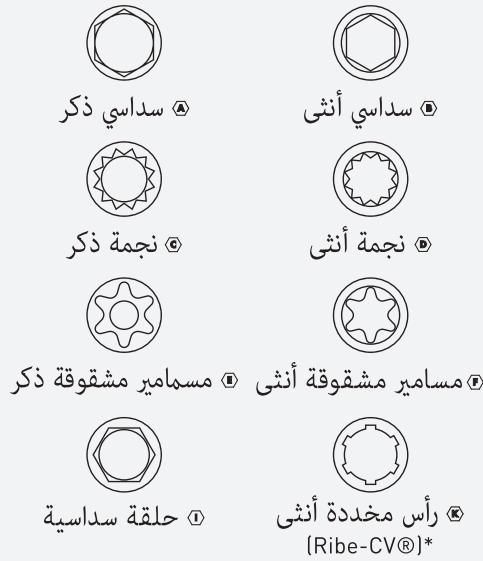 Ⓐ سداسي ذكر
Ⓑ سداسي أنثى
Ⓒ نجمة ذكر
Ⓓ نجمة أنثى
Ⓔ مسمامير مشقوقة ذكر
Ⓕ مسامير مشقوقة أنثى
Ⓘ حلقة سداسية
Ⓚ رأس مخددة أنثى
(Ribe-CV®)*